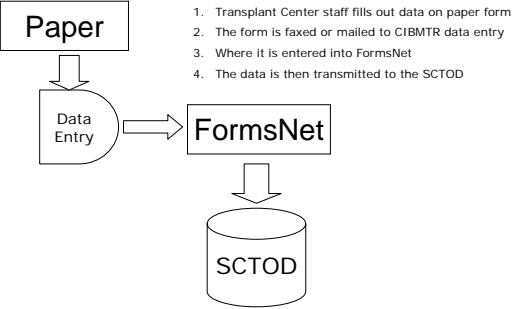 Paper
1. Transplant Center staff fills out data on paper form
2. The form is faxed or mailed to CIBMTR data entry
3. Where it is entered into FormsNet
4. The data is then transmitted to the SCTOD
Data
Entry
FormsNet
SCTOD